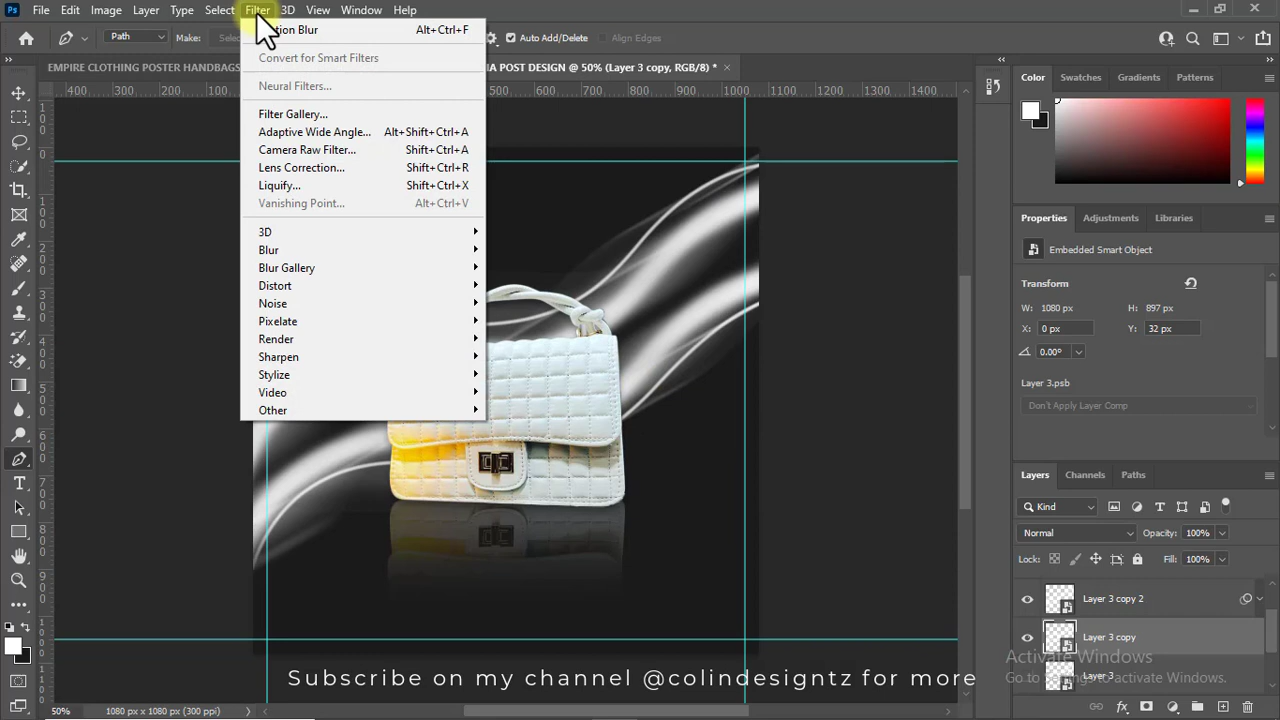 Ps File Edit Image Layer Type Select Filter 3D View Window Help
Path Make: Auto Add/Delete Align Edges
EMPIRE CLOTHING POSTER HANDBAGS
IA POST DESIGN @ 50% (Layer 3 copy, RGB/8) * ×
400 300 200 100 500 600 700 800 900 1000 1100 1200 1300 1400
tion Blur Alt+Ctrl+F
Convert for Smart Filters
Neural Filters...
Filter Gallery...
Adaptive Wide Angle... Alt+Shift+Ctrl+A
Camera Raw Filter... Shift+Ctrl+A
Lens Correction... Shift+Ctrl+R
Liquify... Shift+Ctrl+X
Vanishing Point... Alt+Ctrl+V
3D
Blur
Blur Gallery
Distort
Noise
Pixelate
Render
Sharpen
Stylize
Video
Other
Color Swatches Gradients Patterns
Properties Adjustments Libraries
Embedded Smart Object
Transform
W: 1080 px H: 897 px
X: 0 px Y: 32 px
0.00°
Layer 3.psb
Don't Apply Layer Comp
Layers Channels Paths
Kind
Normal Opacity: 100%
Lock: Fill: 100%
Layer 3 copy 2
Layer 3 copy
Layer 3
Activate Windows
Go to Settings to activate Windows.
Subscribe on my channel @colindesigntz for more
50% 1080 px x 1080 px (300 ppi)